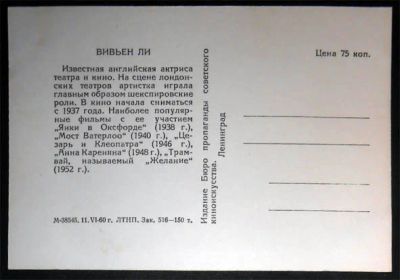 ВИВЬЕН ЛИ
Известная английская актриса
театра и кино. На сцене лондон-
ских театров артистка играла
главным образом шекспировские
роли. В кино начала сниматься
с 1937 года. Наиболее популяр-
ные фильмы с ее участием
„Янки в Оксфорде“ (1938 г.),
„Мост Ватерлоо“ (1940 г.), „Це-
зарь и Клеопатра“ (1946 г.),
„Анна Каренина“ (1948 г.), „Трам-
вай, называемый „Желание“
(1952 г.).
М-38545. 11.VI-60 г. ЛТНП. Зак. 516—150 т.
Издание Бюро пропаганды советского
киноискусства. Ленинград
Цена 75 коп.